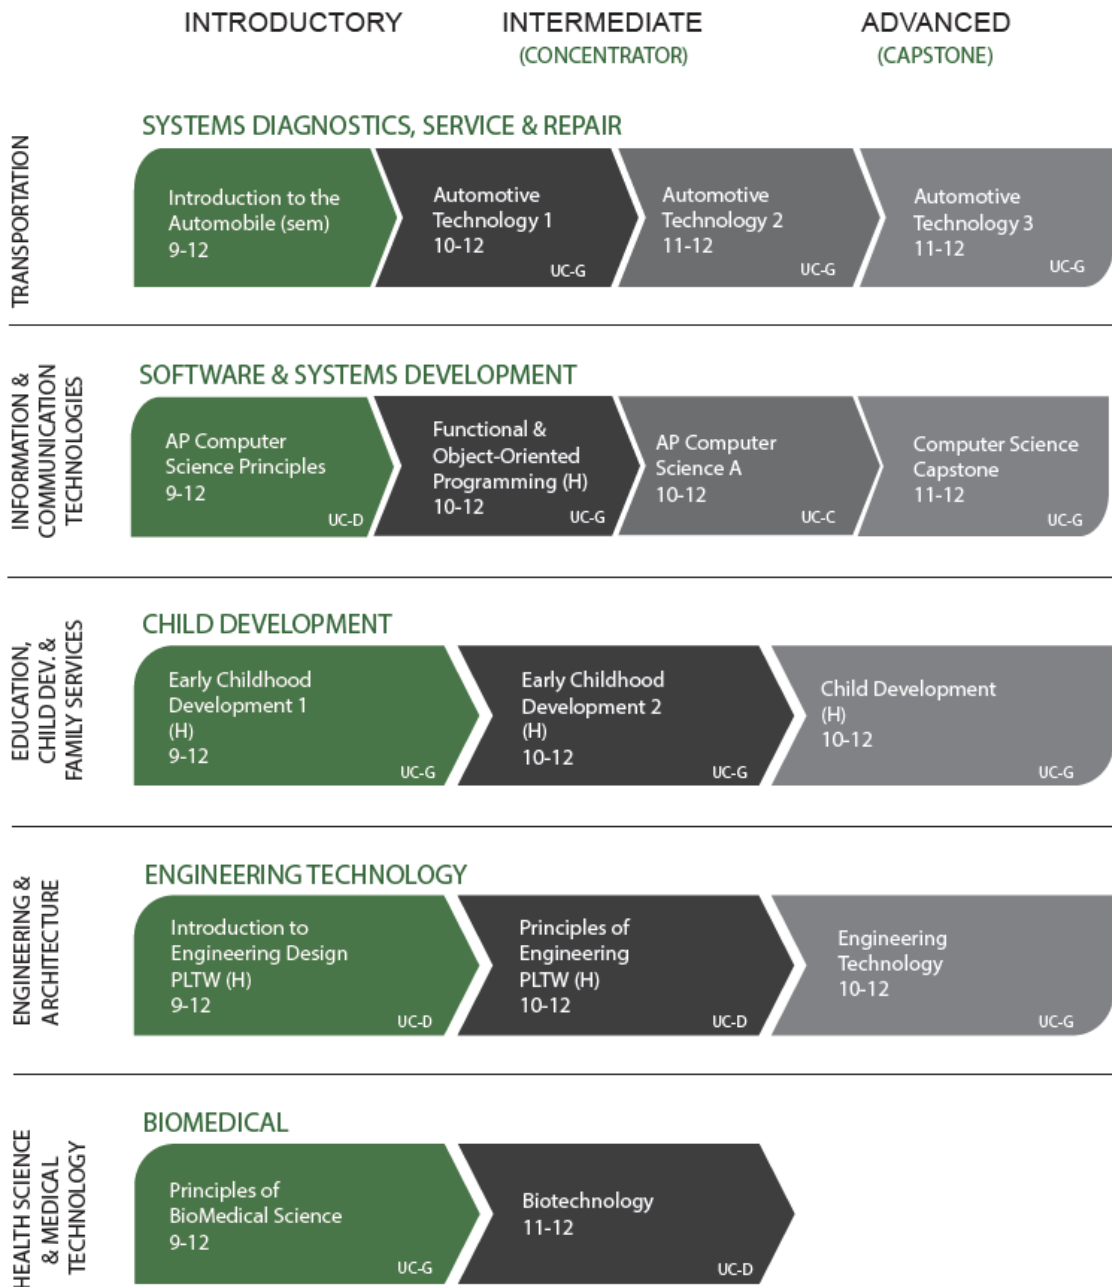 INTRODUCTORY
INTERMEDIATE
(CONCENTRATOR)
ADVANCED
(CAPSTONE)
TRANSPORTATION
SYSTEMS DIAGNOSTICS, SERVICE & REPAIR
Introduction to the
Automobile (sem)
9-12
Automotive
Technology 1
10-12
UC-G
Automotive
Technology 2
11-12
UC-G
Automotive
Technology 3
11-12
UC-G
INFORMATION &
COMMUNICATION
TECHNOLOGIES
SOFTWARE & SYSTEMS DEVELOPMENT
AP Computer
Science Principles
9-12
UC-D
Functional &
Object-Oriented
Programming (H)
10-12
UC-G
AP Computer
Science A
10-12
UC-C
Computer Science
Capstone
11-12
UC-G
EDUCATION,
CHILD DEV. &
FAMILY SERVICES
CHILD DEVELOPMENT
Early Childhood
Development 1
(H)
9-12
UC-G
Early Childhood
Development 2
(H)
10-12
UC-G
Child Development
(H)
10-12
UC-G
ENGINEERING &
ARCHITECTURE
ENGINEERING TECHNOLOGY
Introduction to
Engineering Design
PLTW (H)
9-12
UC-D
Principles of
Engineering
PLTW (H)
10-12
UC-D
Engineering
Technology
10-12
UC-G
HEALTH SCIENCE
& MEDICAL
TECHNOLOGY
BIOMEDICAL
Principles of
BioMedical Science
9-12
UC-G
Biotechnology
11-12
UC-D